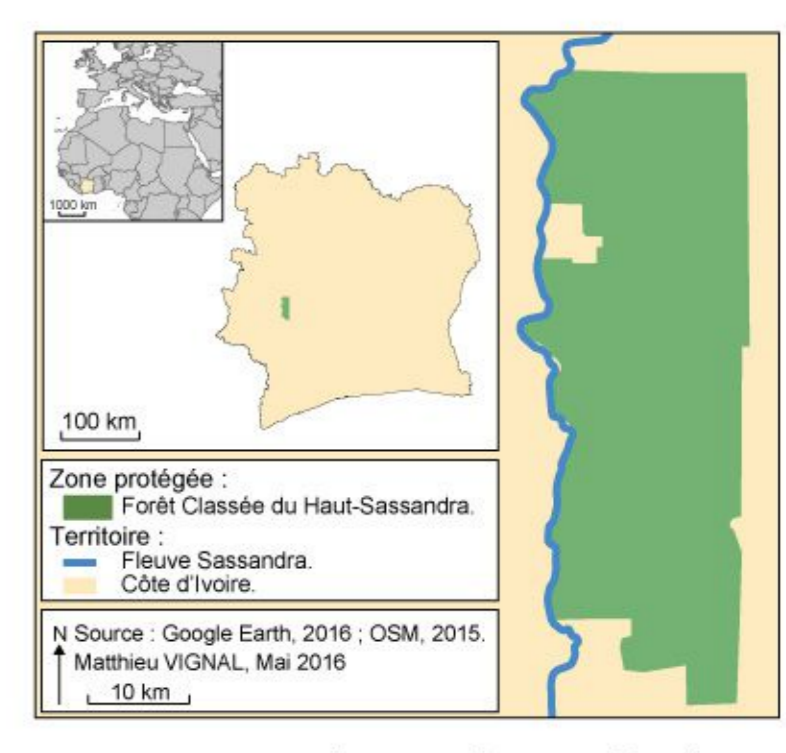 1000 km
100 km
Zone protégée :
Forêt Classée du Haut-Sassandra.
Territoire :
Fleuve Sassandra.
Côte d'Ivoire.
N Source : Google Earth, 2016 ; OSM, 2015.
Matthieu VIGNAL, Mai 2016
10 km